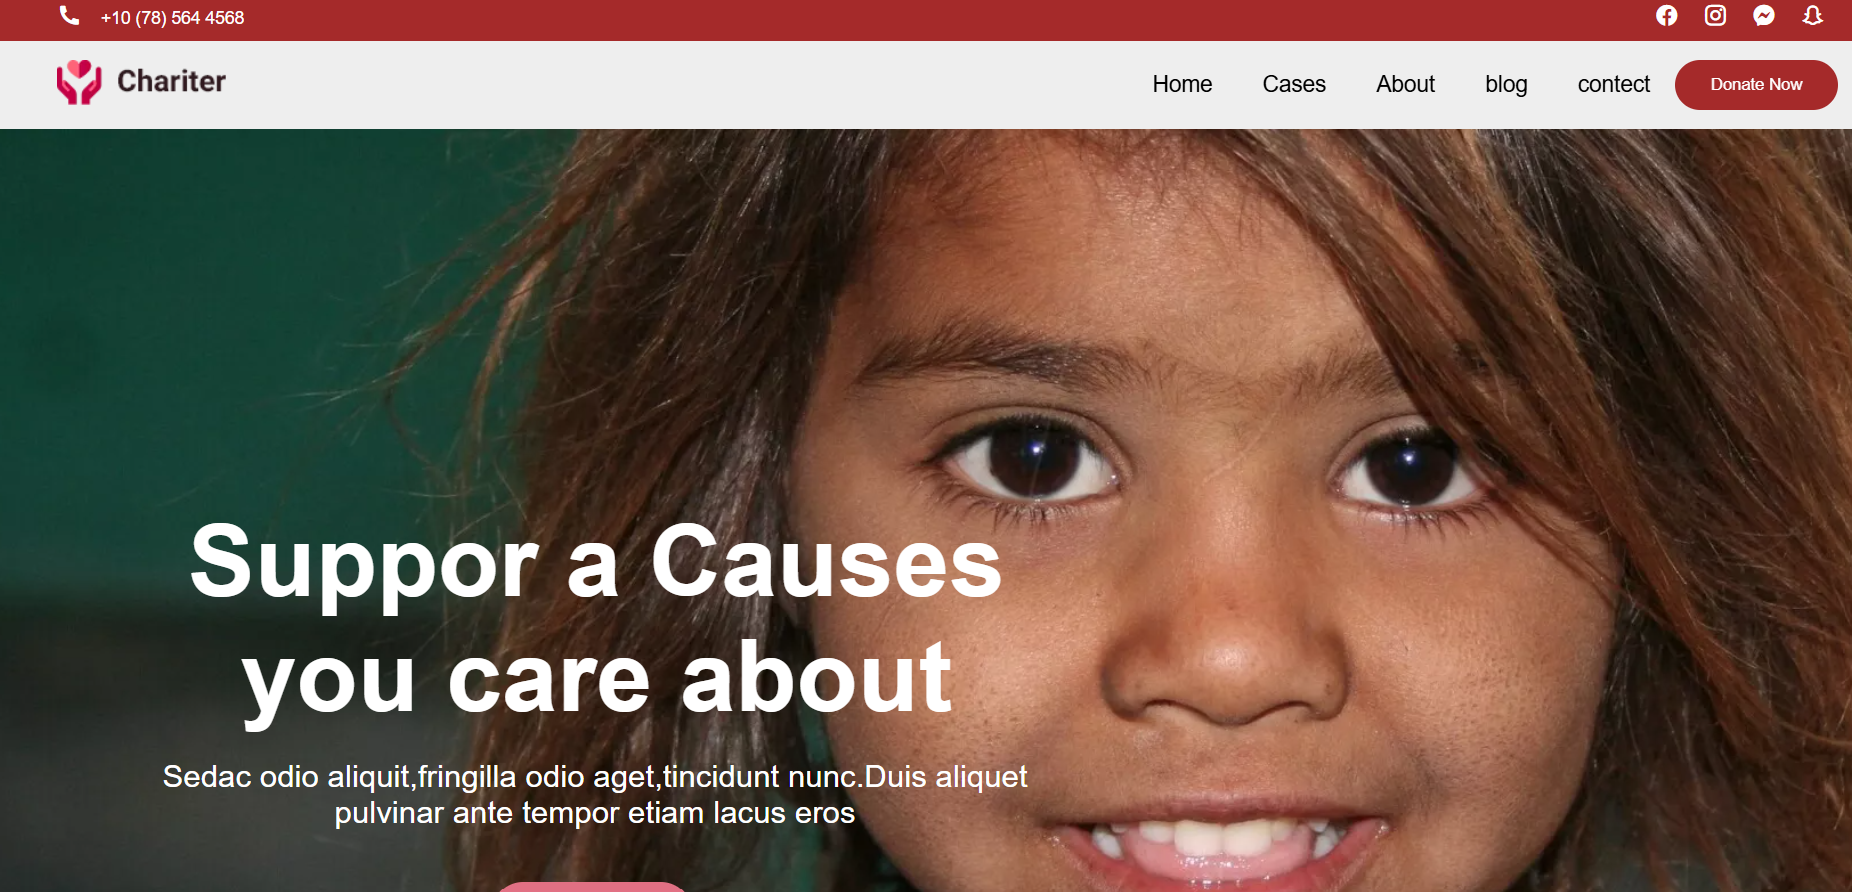 +10 (78) 564 4568
Chariter
Home Cases About blog contect Donate Now
Suppor a Causes
you care about
Sedac odio aliquit,fringilla odio aget,tincidunt nunc.Duis aliquet
pulvinar ante tempor etiam lacus eros